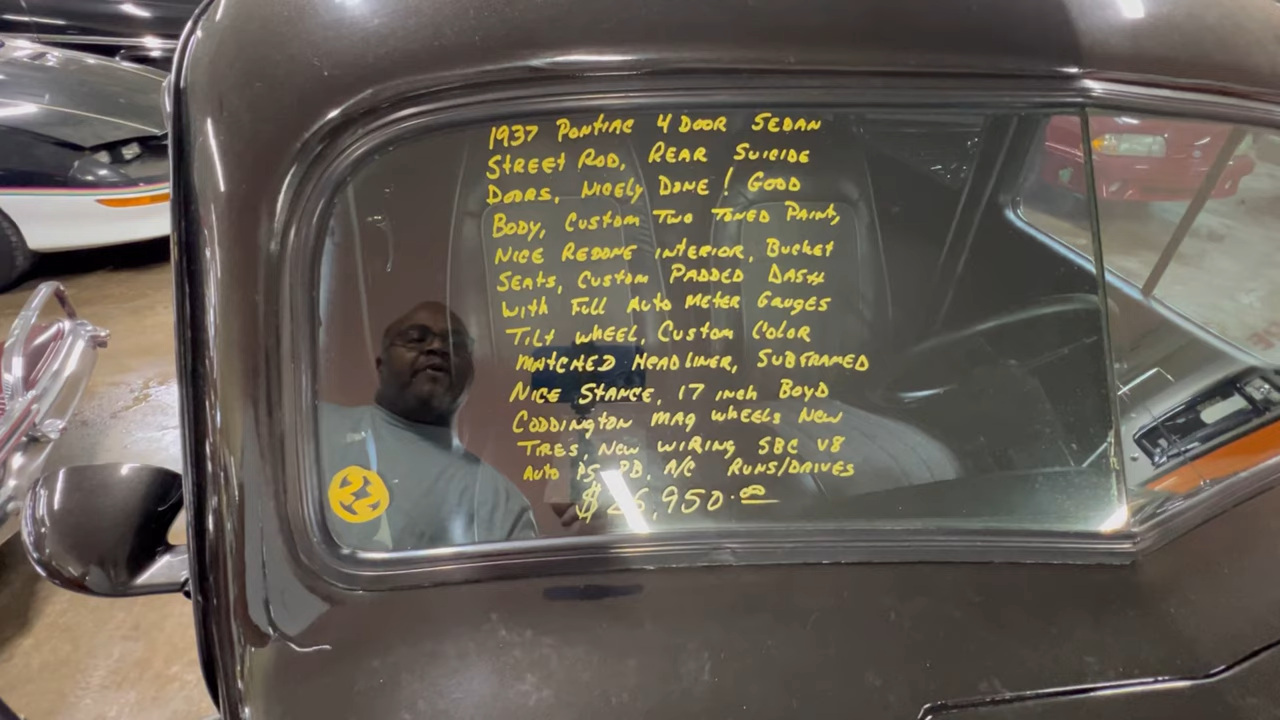 1937 PONTIAC 4 DOOR SEDAN
STREET ROD, REAR SUICIDE
DOORS, NICELY DONE! GOOD
BODY, CUSTOM TWO TONED PAINT,
NICE REDONE INTERIOR, BUCKET
SEATS, CUSTOM PADDED DASH
WITH FULL AUTO METER GAUGES
TILT WHEEL, CUSTOM COLOR
MATCHED HEADLINER, SUBFRAMED
NICE STANCE, 17 inch BOYD
CODDINGTON MAG WHEELS NEW
TIRES, NEW WIRING SBC V8
AUTO PS, PB, A/C RUNS/DRIVES
$26,950.00